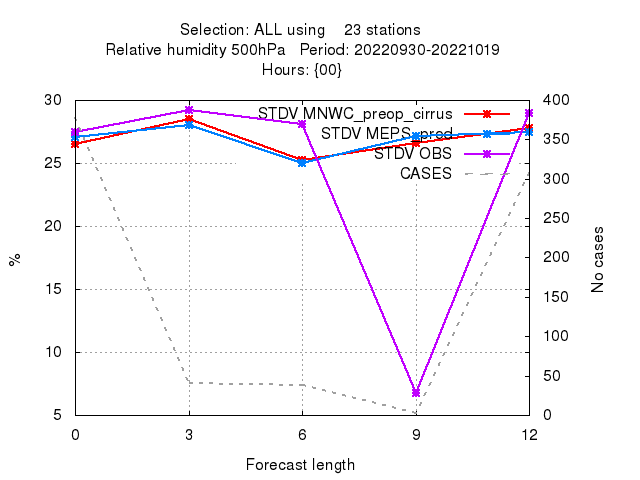 Selection: ALL using 23 stations
Relative humidity 500hPa Period: 20220930-20221019
Hours: {00}
30 400
STDV MNWC_preop_cirrus
STDV MEPS_prod 350
25 STDV OBS
CASES 300
20 250
% 200 No cases
15 150
10 100
50
5 0
0 3 6 9 12
Forecast length